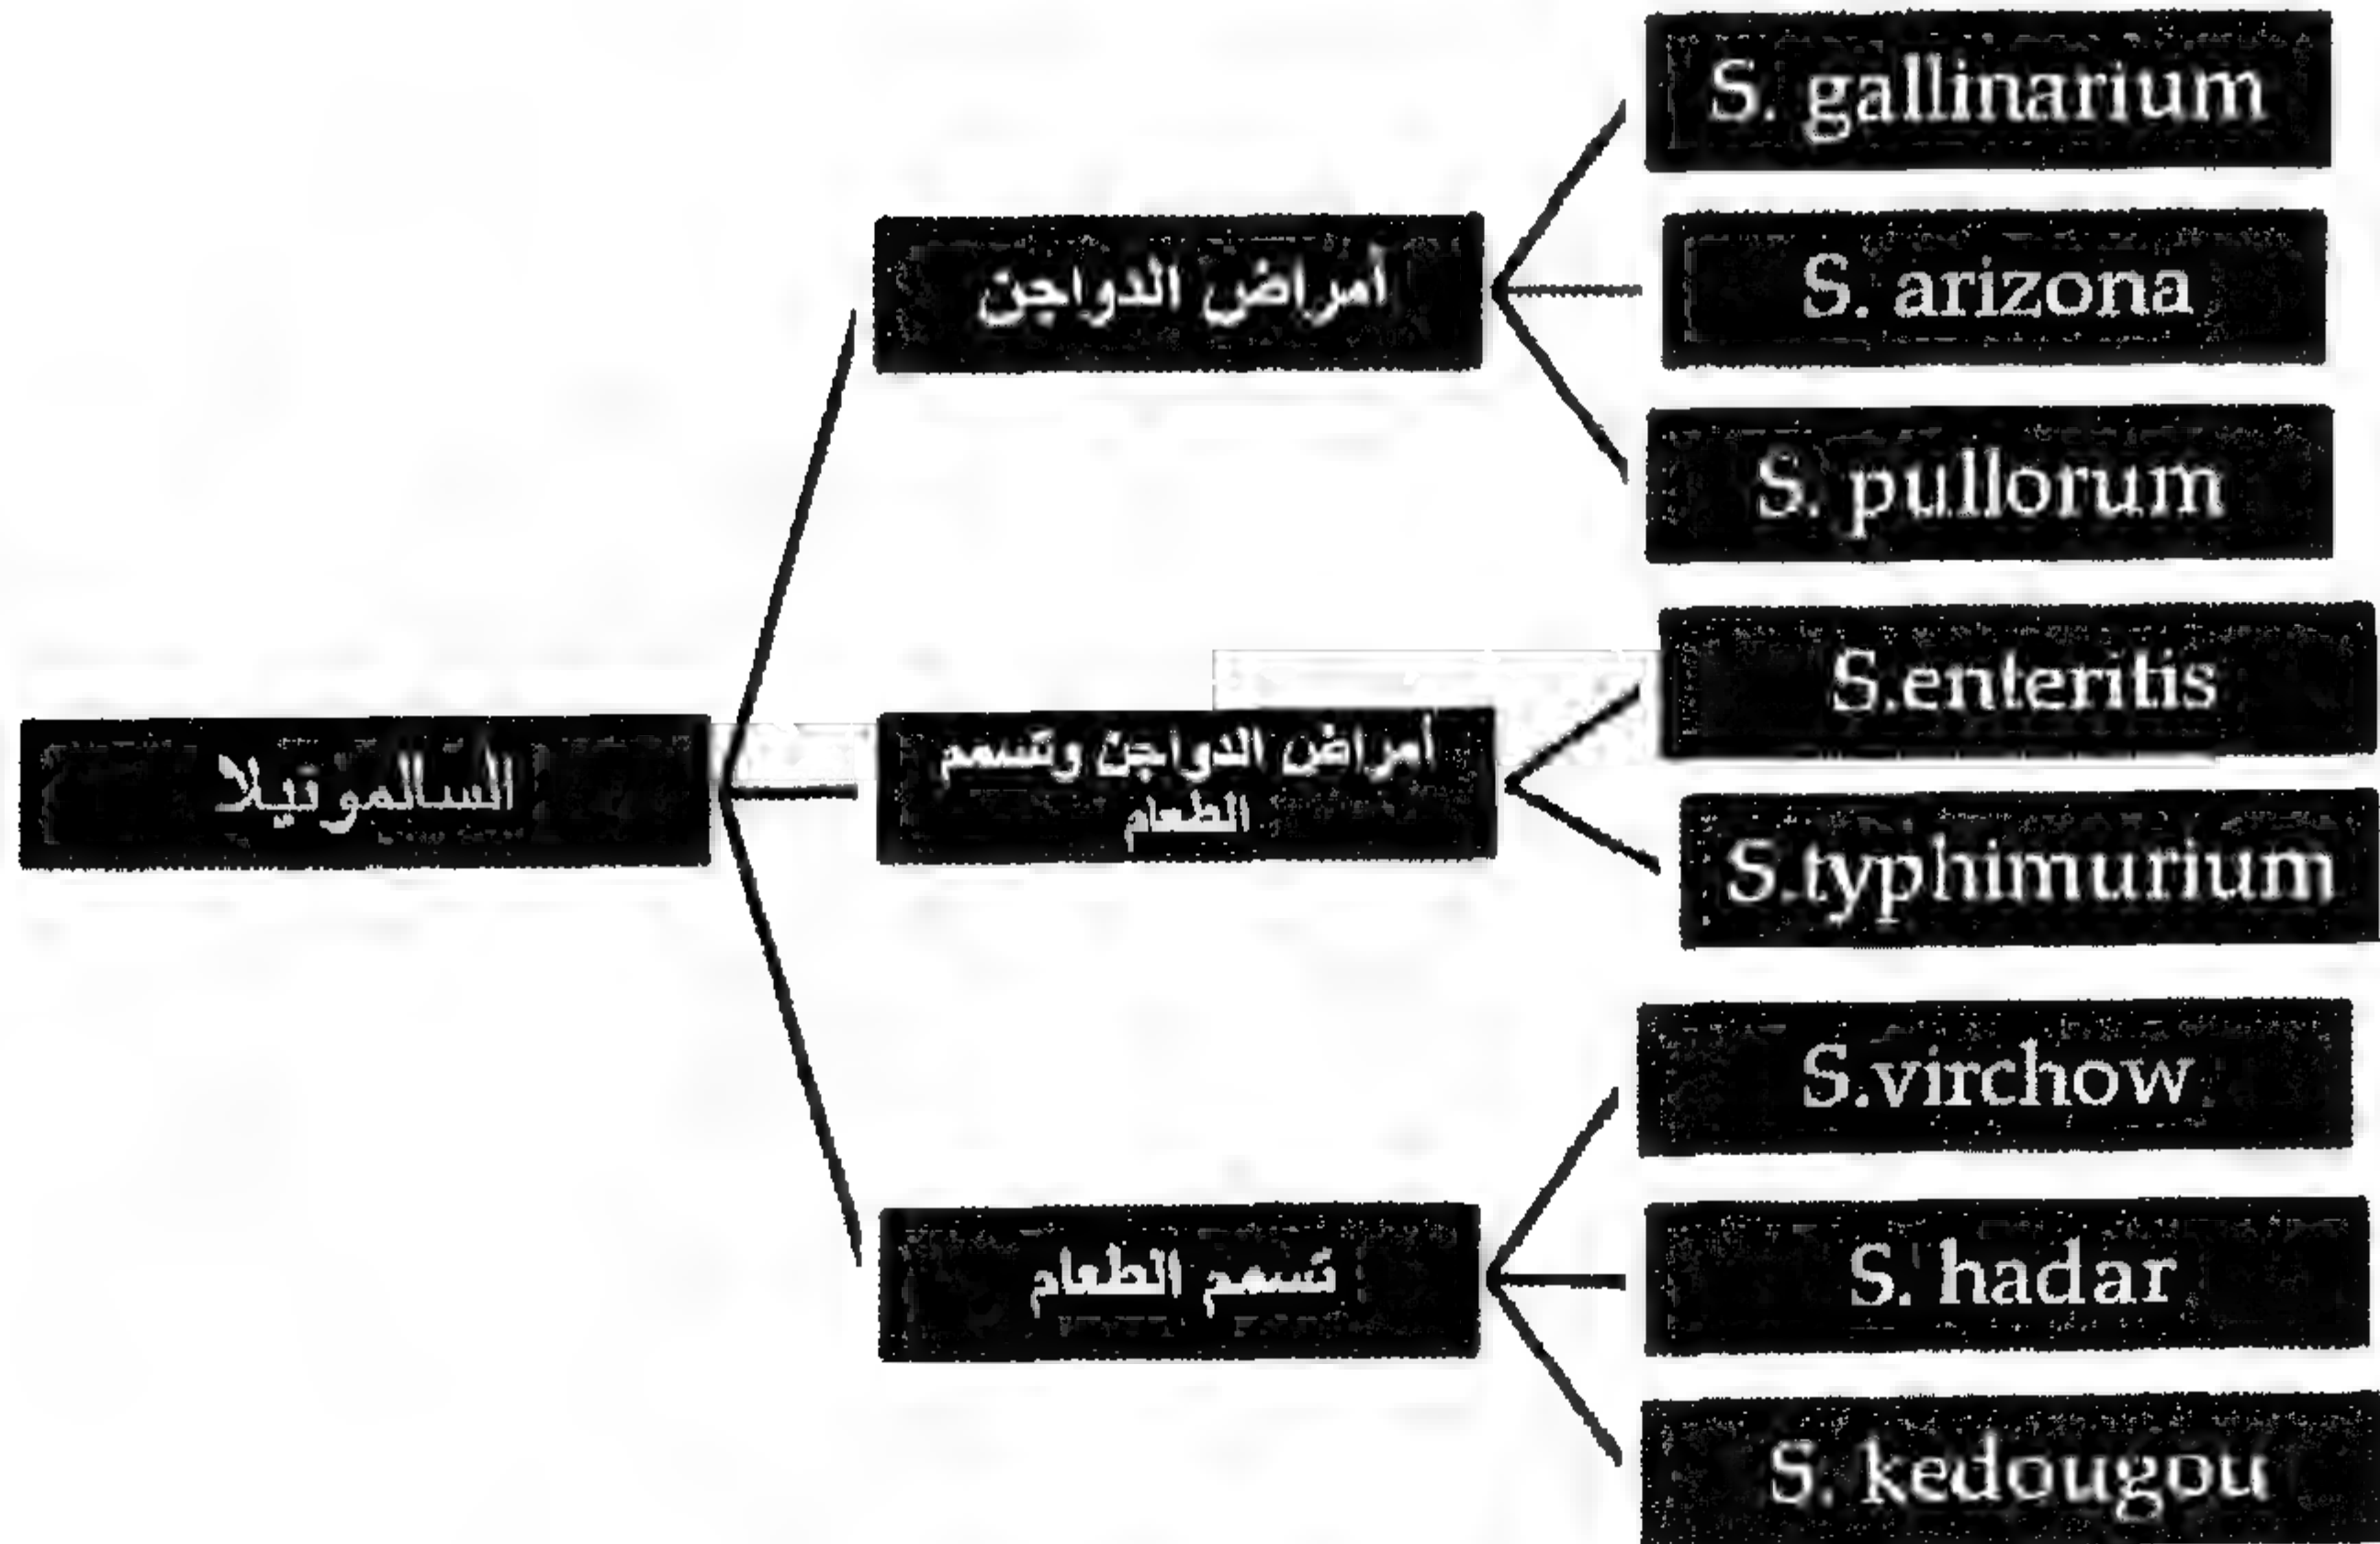 السالمونيلا
أمراض الدواجن
S. gallinarium
S. arizona
S. pullorum
أمراض الدواجن وتسمم
الطعام
S.enteritis
S.typhimurium
تسمم الطعام
S.virchow
S. hadar
S. kedougou